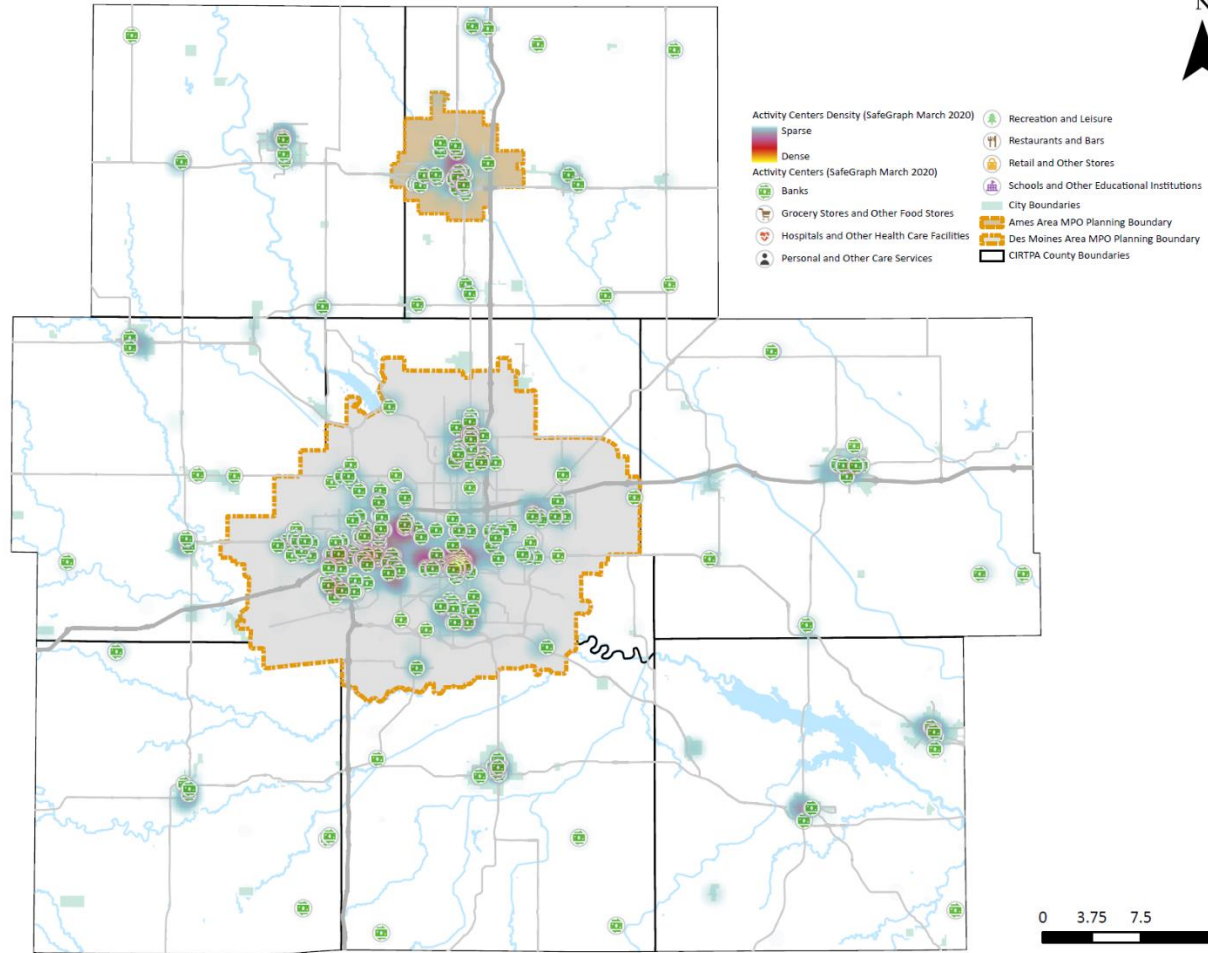 N
Activity Centers Density (SafeGraph March 2020)
Sparse
Dense
Activity Centers (SafeGraph March 2020)
Banks
Grocery Stores and Other Food Stores
Hospitals and Other Health Care Facilities
Personal and Other Care Services
Recreation and Leisure
Restaurants and Bars
Retail and Other Stores
Schools and Other Educational Institutions
City Boundaries
Ames Area MPO Planning Boundary
Des Moines Area MPO Planning Boundary
CIRTPA County Boundaries
0 3.75 7.5